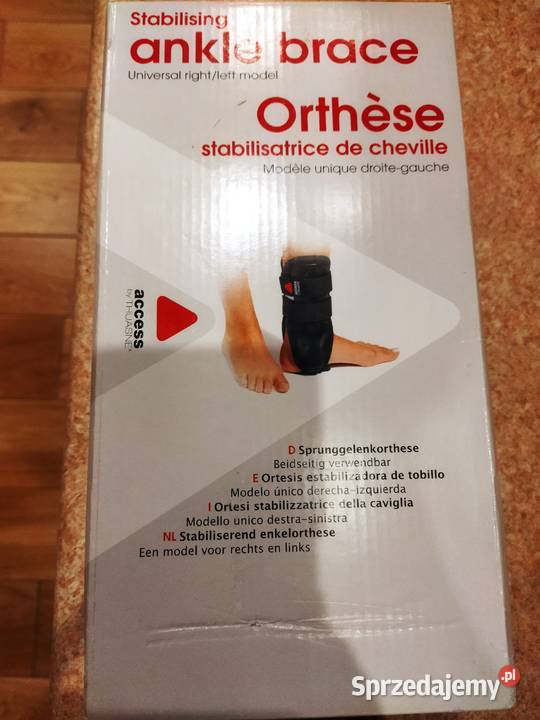 Stabilising
ankle brace
Universal right/left model
Orthèse
stabilisatrice de cheville
Modèle unique droite-gauche
access
by THUASNE®
D Sprunggelenkorthese
Beidseitig verwendbar
E Ortesis estabilizadora de tobillo
Modelo único derecha-izquierda
I Ortesi stabilizzatrice della caviglia
Modello unico destra-sinistra
NL Stabiliserend enkelorthese
Een model voor rechts en links
Sprzedajemy.pl